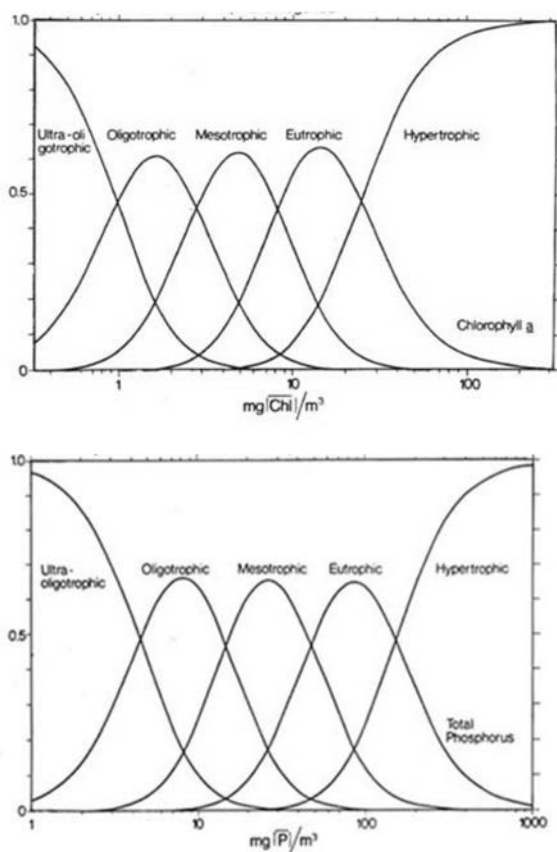 1.0
Ultra-oli
gotrophic Oligotrophic Mesotrophic Eutrophic Hypertrophic
0.5
Chlorophyll a
0
1 10 100
mg[Chl]/m³
1.0
Ultra-
oligotrophic Oligotrophic Mesotrophic Eutrophic Hypertrophic
0.5
Total
Phosphorus
0
1 10 100 1000
mg[P]/m³